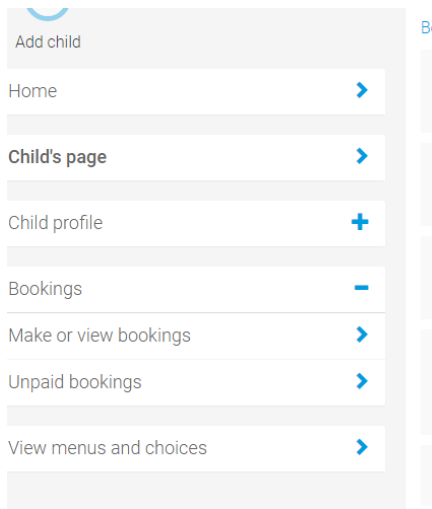 Add child
Home
Child's page
Child profile
Bookings
Make or view bookings
Unpaid bookings
View menus and choices